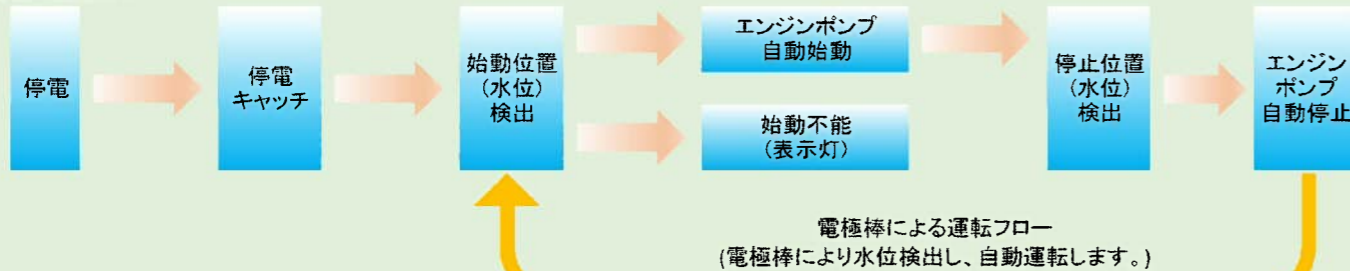 停電
停電
キャッチ
始動位置
(水位)
検出
エンジンポンプ
自動始動
始動不能
(表示灯)
停止位置
(水位)
検出
エンジン
ポンプ
自動停止
電極棒による運転フロー
(電極棒により水位検出し、自動運転します。)